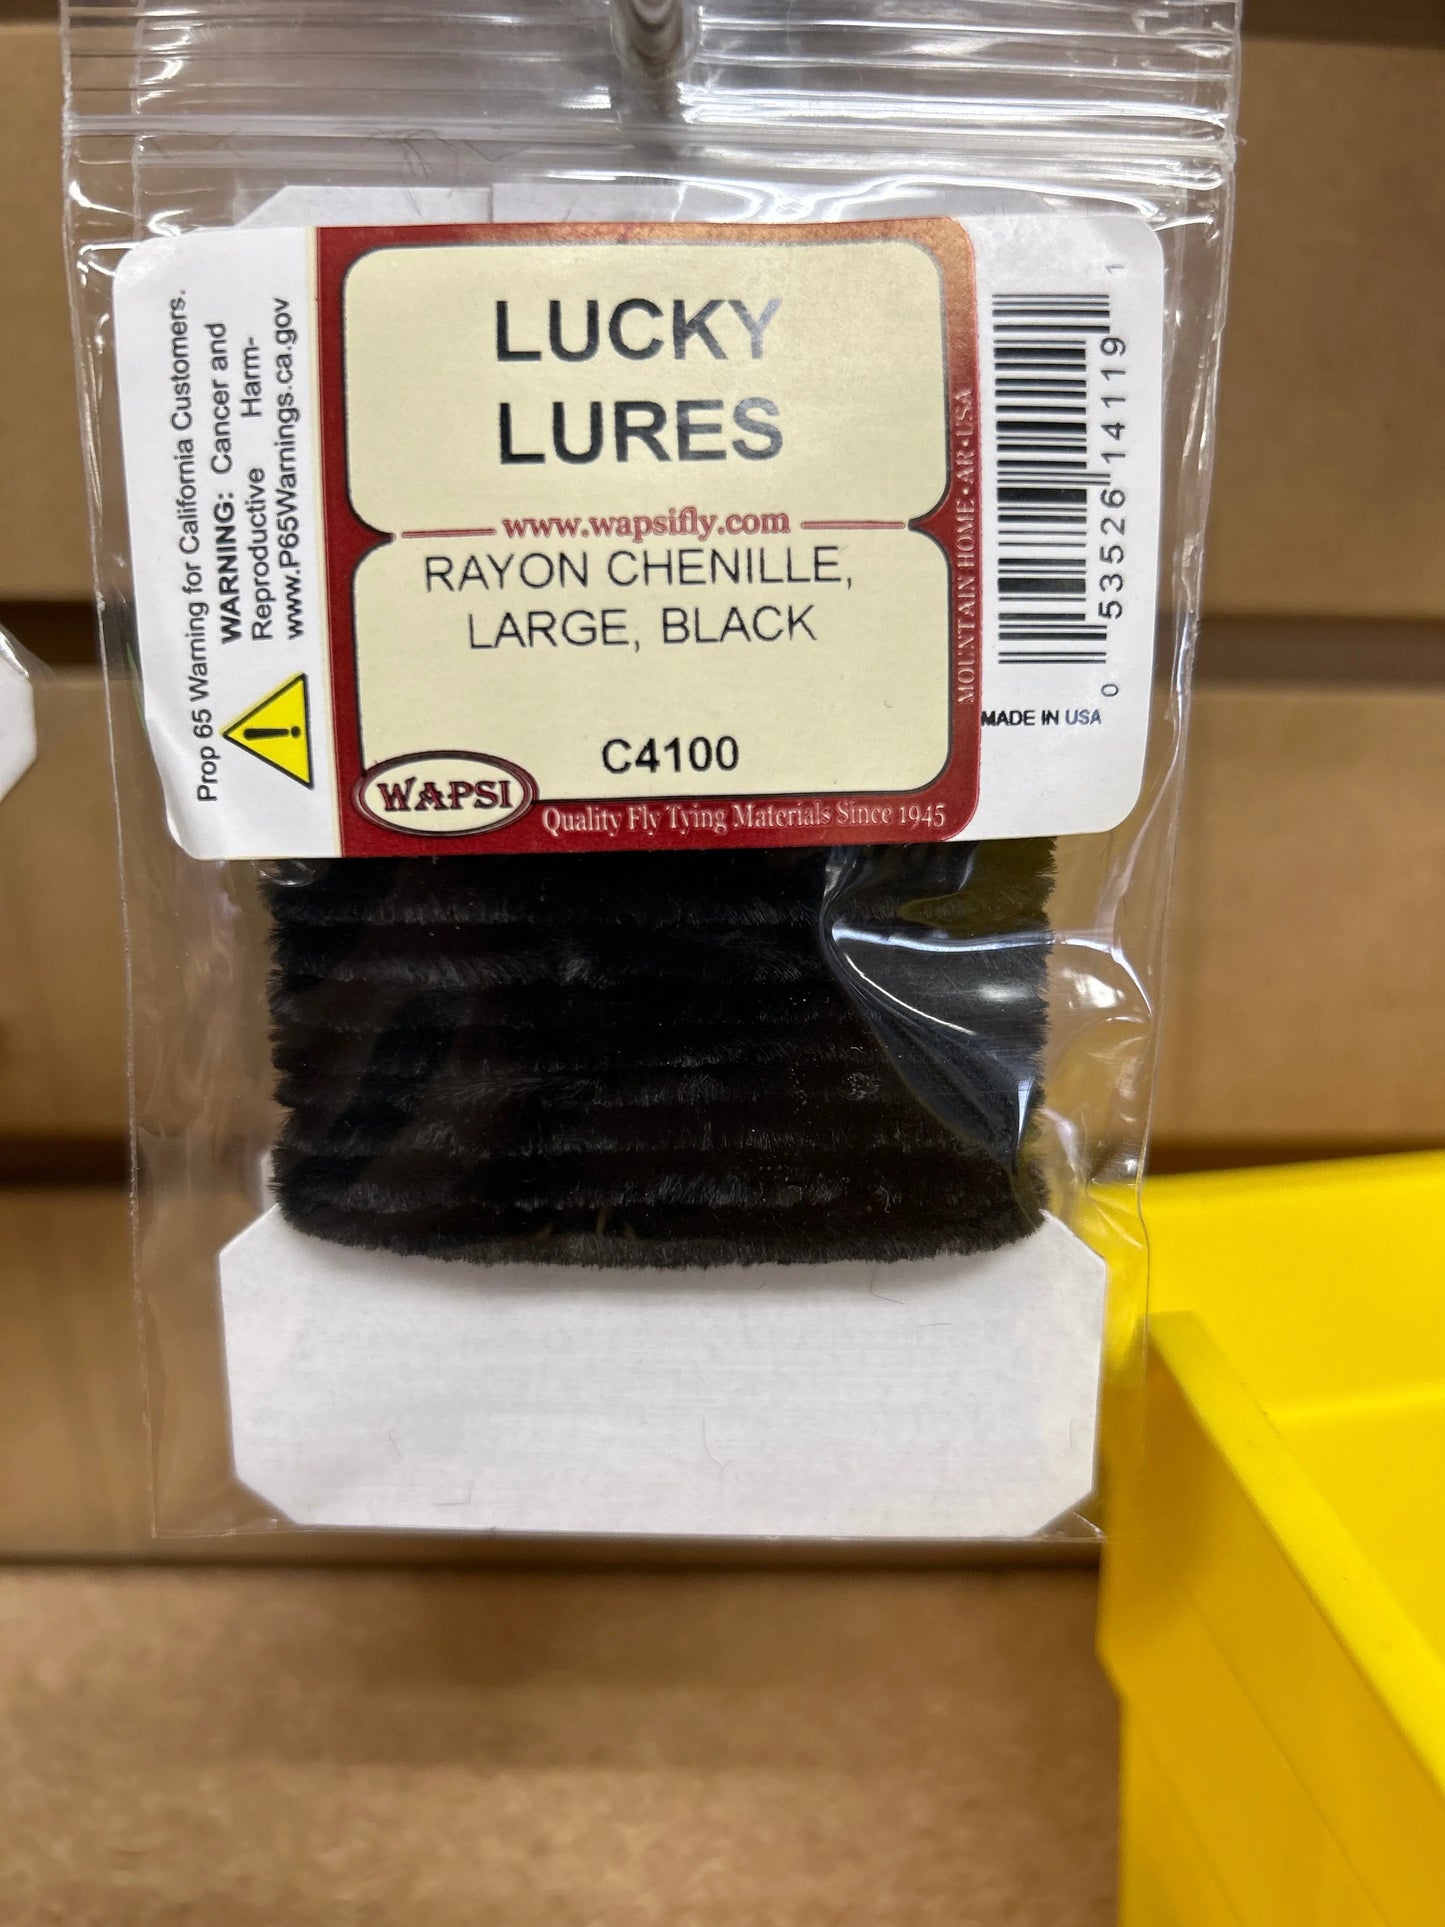 Prop 65 Warning for California Customers.
WARNING: Cancer and
Reproductive Harm-
www.P65Warnings.ca.gov
LUCKY
LURES
www.wapsifly.com
RAYON CHENILLE,
LARGE, BLACK
C4100
WAPSI
Quality Fly Tying Materials Since 1945
MOUNTAIN HOME • AR • USA
0 53526 14119 1
MADE IN USA